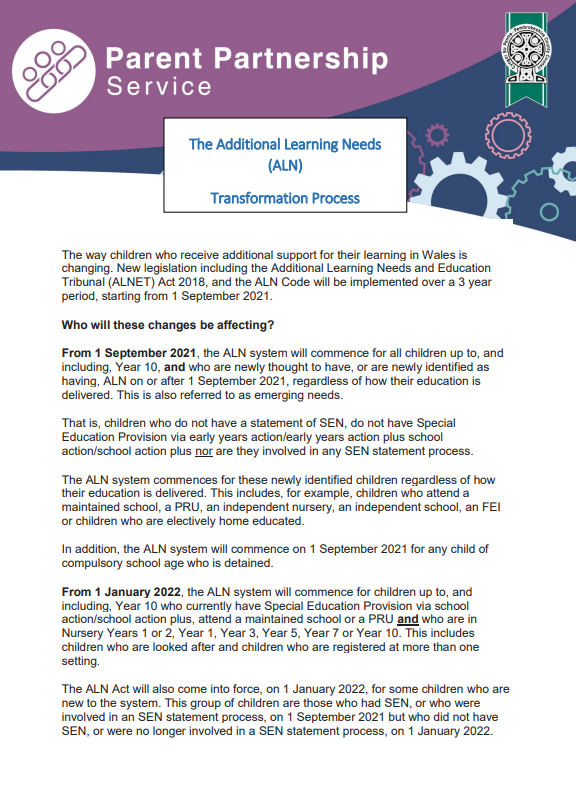 Parent Partnership
Service
The Additional Learning Needs
(ALN)
Transformation Process
The way children who receive additional support for their learning in Wales is
changing. New legislation including the Additional Learning Needs and Education
Tribunal (ALNET) Act 2018, and the ALN Code will be implemented over a 3 year
period, starting from 1 September 2021.
Who will these changes be affecting?
From 1 September 2021, the ALN system will commence for all children up to, and
including, Year 10, and who are newly thought to have, or are newly identified as
having, ALN on or after 1 September 2021, regardless of how their education is
delivered. This is also referred to as emerging needs.
That is, children who do not have a statement of SEN, do not have Special
Education Provision via early years action/early years action plus school
action/school action plus nor are they involved in any SEN statement process.
The ALN system commences for these newly identified children regardless of how
their education is delivered. This includes, for example, children who attend a
maintained school, a PRU, an independent nursery, an independent school, an FEI
or children who are electively home educated.
In addition, the ALN system will commence on 1 September 2021 for any child of
compulsory school age who is detained.
From 1 January 2022, the ALN system will commence for children up to, and
including, Year 10 who currently have Special Education Provision via school
action/school action plus, attend a maintained school or a PRU and who are in
Nursery Years 1 or 2, Year 1, Year 3, Year 5, Year 7 or Year 10. This includes
children who are looked after and children who are registered at more than one
setting.
The ALN Act will also come into force, on 1 January 2022, for some children who are
new to the system. This group of children are those who had SEN, or who were
involved in an SEN statement process, on 1 September 2021 but who did not have
SEN, or were no longer involved in a SEN statement process, on 1 January 2022.